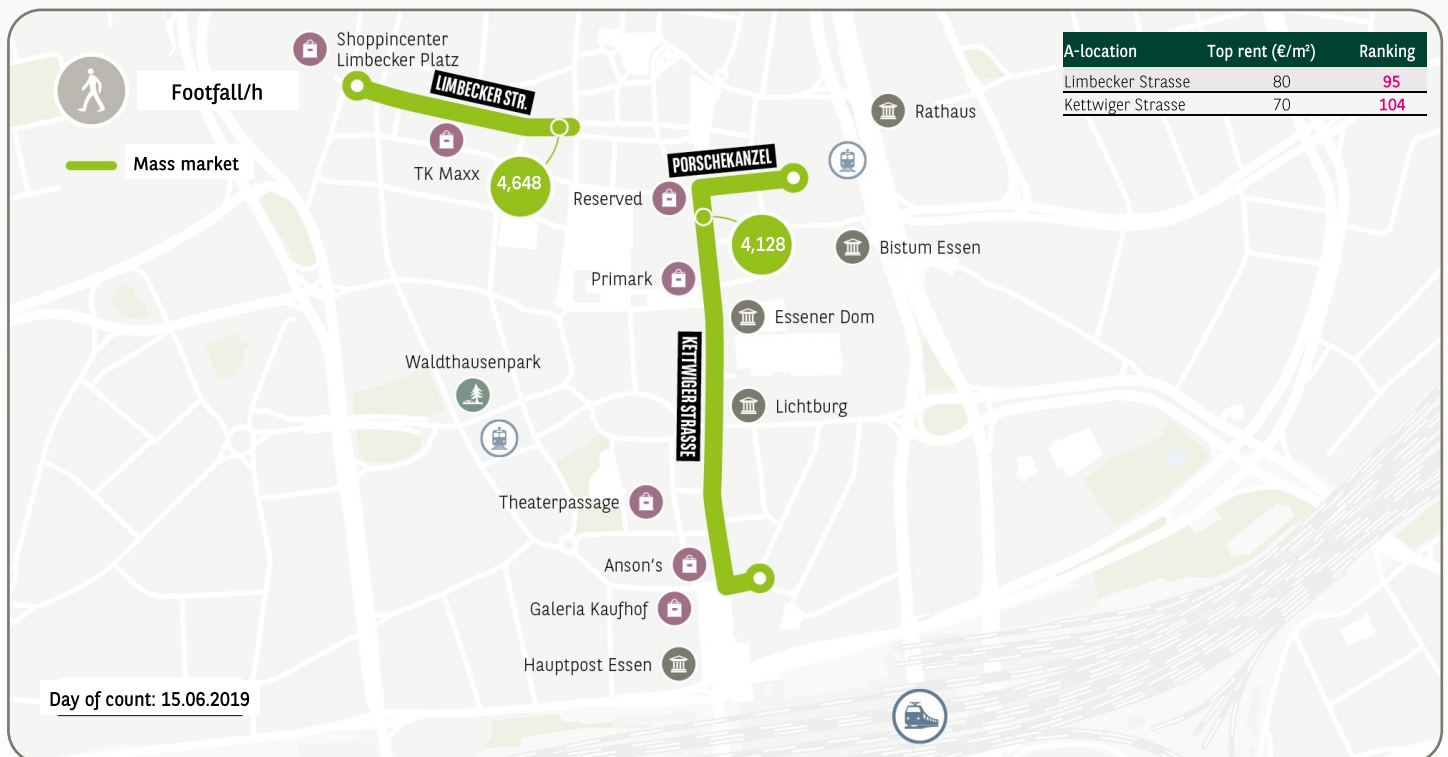 Shoppincenter
Limbecker Platz
Footfall/h
Mass market
LIMBECKER STR.
TK Maxx
4,648
PORSCHEKANZEL
Reserved
4,128
Primark
Rathaus
Bistum Essen
Essener Dom
KETTWIGER STRASSE
Lichtburg
Waldthausenpark
Theaterpassage
Anson's
Galeria Kaufhof
Hauptpost Essen
Day of count: 15.06.2019
A-location Top rent (€/m²) Ranking
Limbecker Strasse 80 95
Kettwiger Strasse 70 104